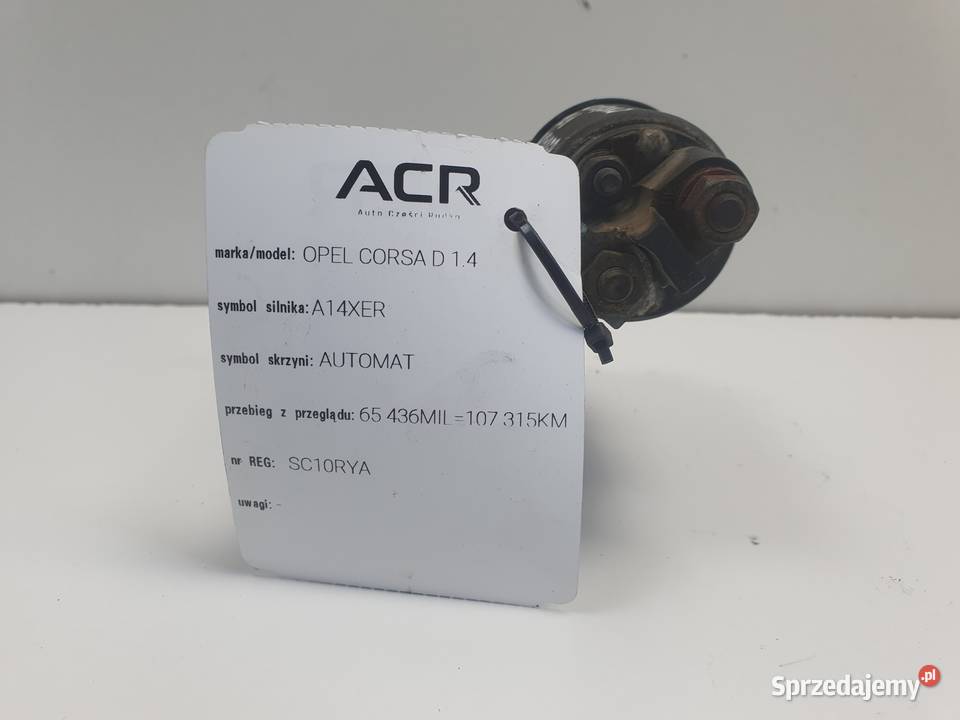 ACR
Auto Części Rudka
marka/model: OPEL CORSA D 1.4
symbol silnika: A14XER
symbol skrzyni: AUTOMAT
przebieg z przeglądu: 65 436MIL=107 315KM
nr REG: SC10RYA
uwagi: -
Sprzedajemy.pl